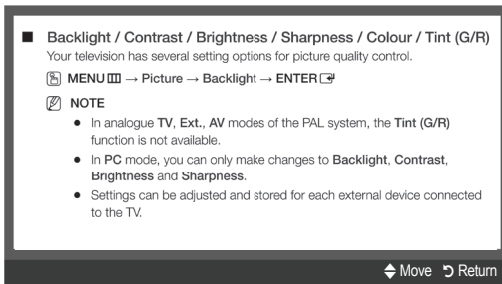 ■ Backlight / Contrast / Brightness / Sharpness / Colour / Tint (G/R)
Your television has several setting options for picture quality control.
MENU → Picture → Backlight → ENTER
NOTE
● In analogue TV, Ext., AV modes of the PAL system, the Tint (G/R)
function is not available.
● In PC mode, you can only make changes to Backlight, Contrast,
Brightness and Sharpness.
● Settings can be adjusted and stored for each external device connected
to the TV.
Move Return